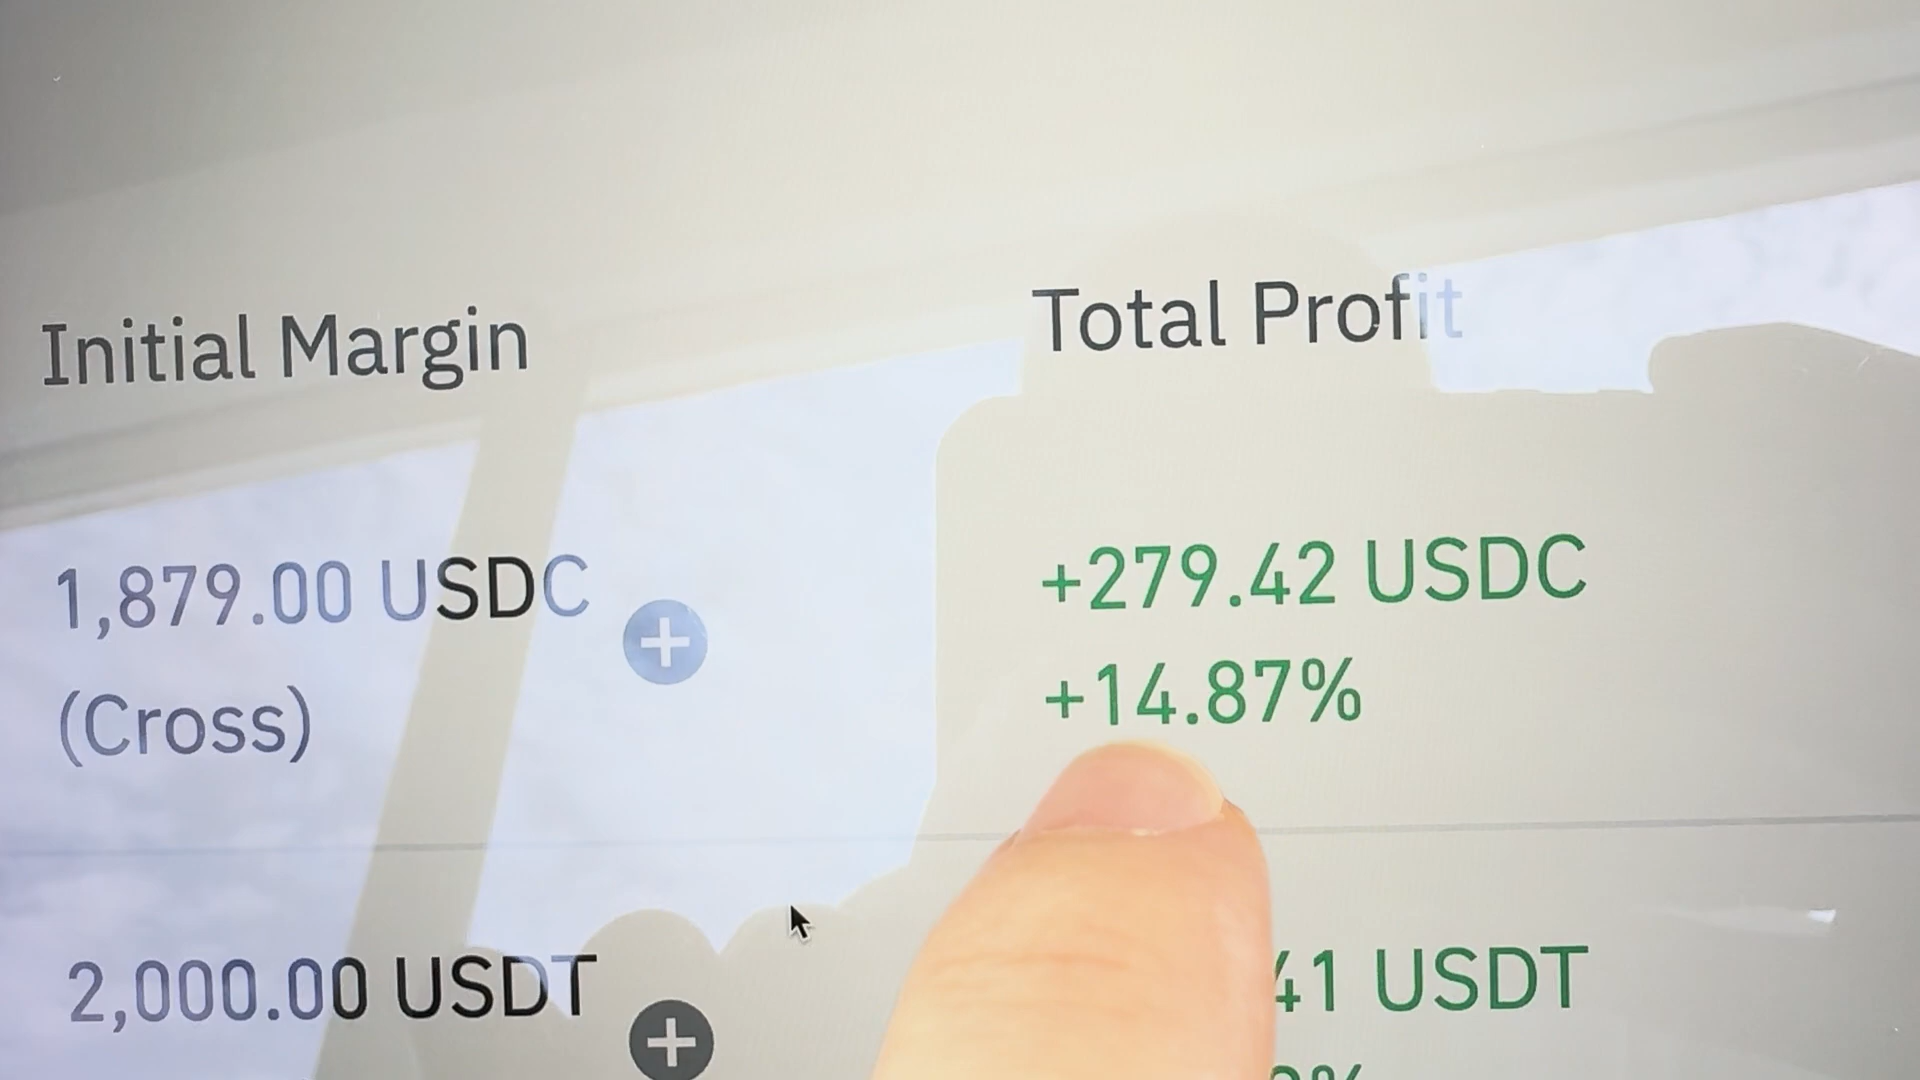 Initial Margin
Total Profit
1,879.00 USDC
(Cross)
+279.42 USDC
+14.87%
2,000.00 USDT
41 USDT